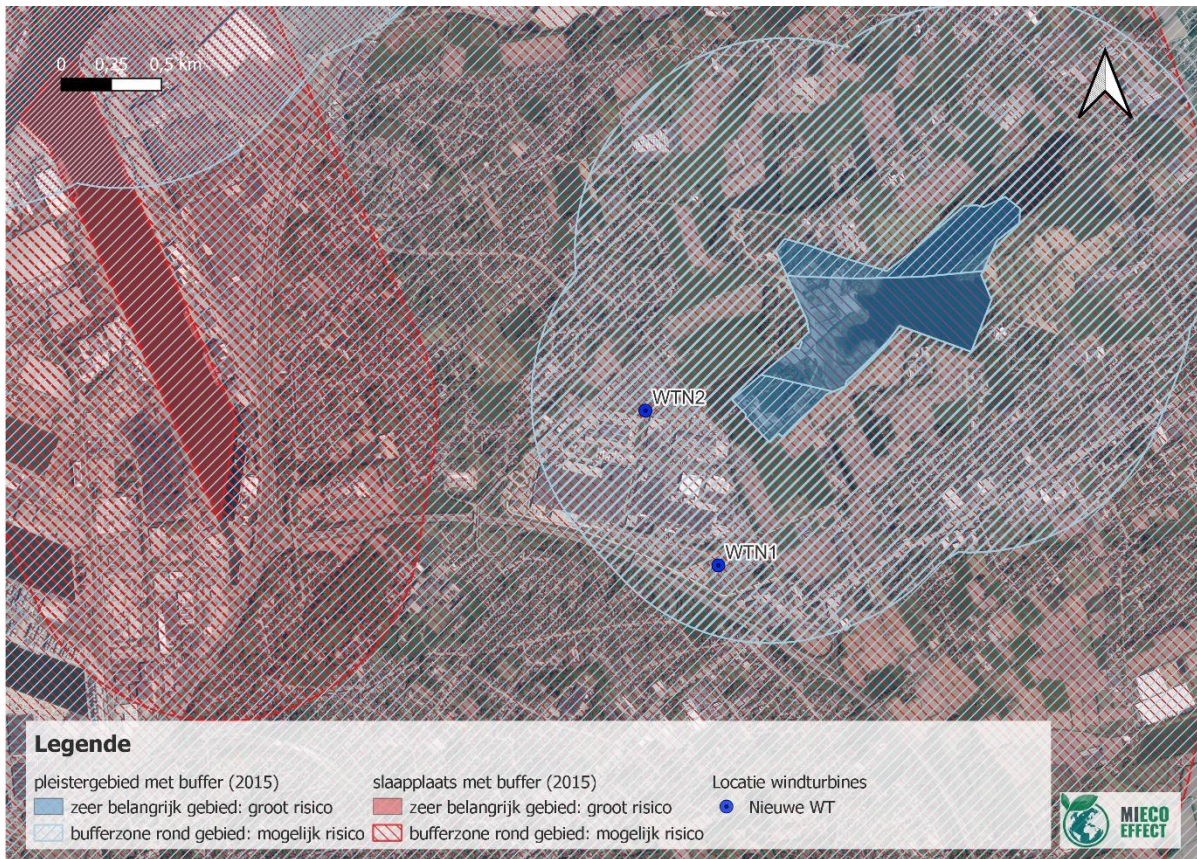 0 0,25 0.5 km
WTN2
WTN1
Legende
pleistergebied met buffer (2015)
zeer belangrijk gebied: groot risico
bufferzone rond gebied: mogelijk risico
slaapplaats met buffer (2015)
zeer belangrijk gebied: groot risico
bufferzone rond gebied: mogelijk risico
Locatie windturbines
Nieuwe WT
MIECO
EFFECT